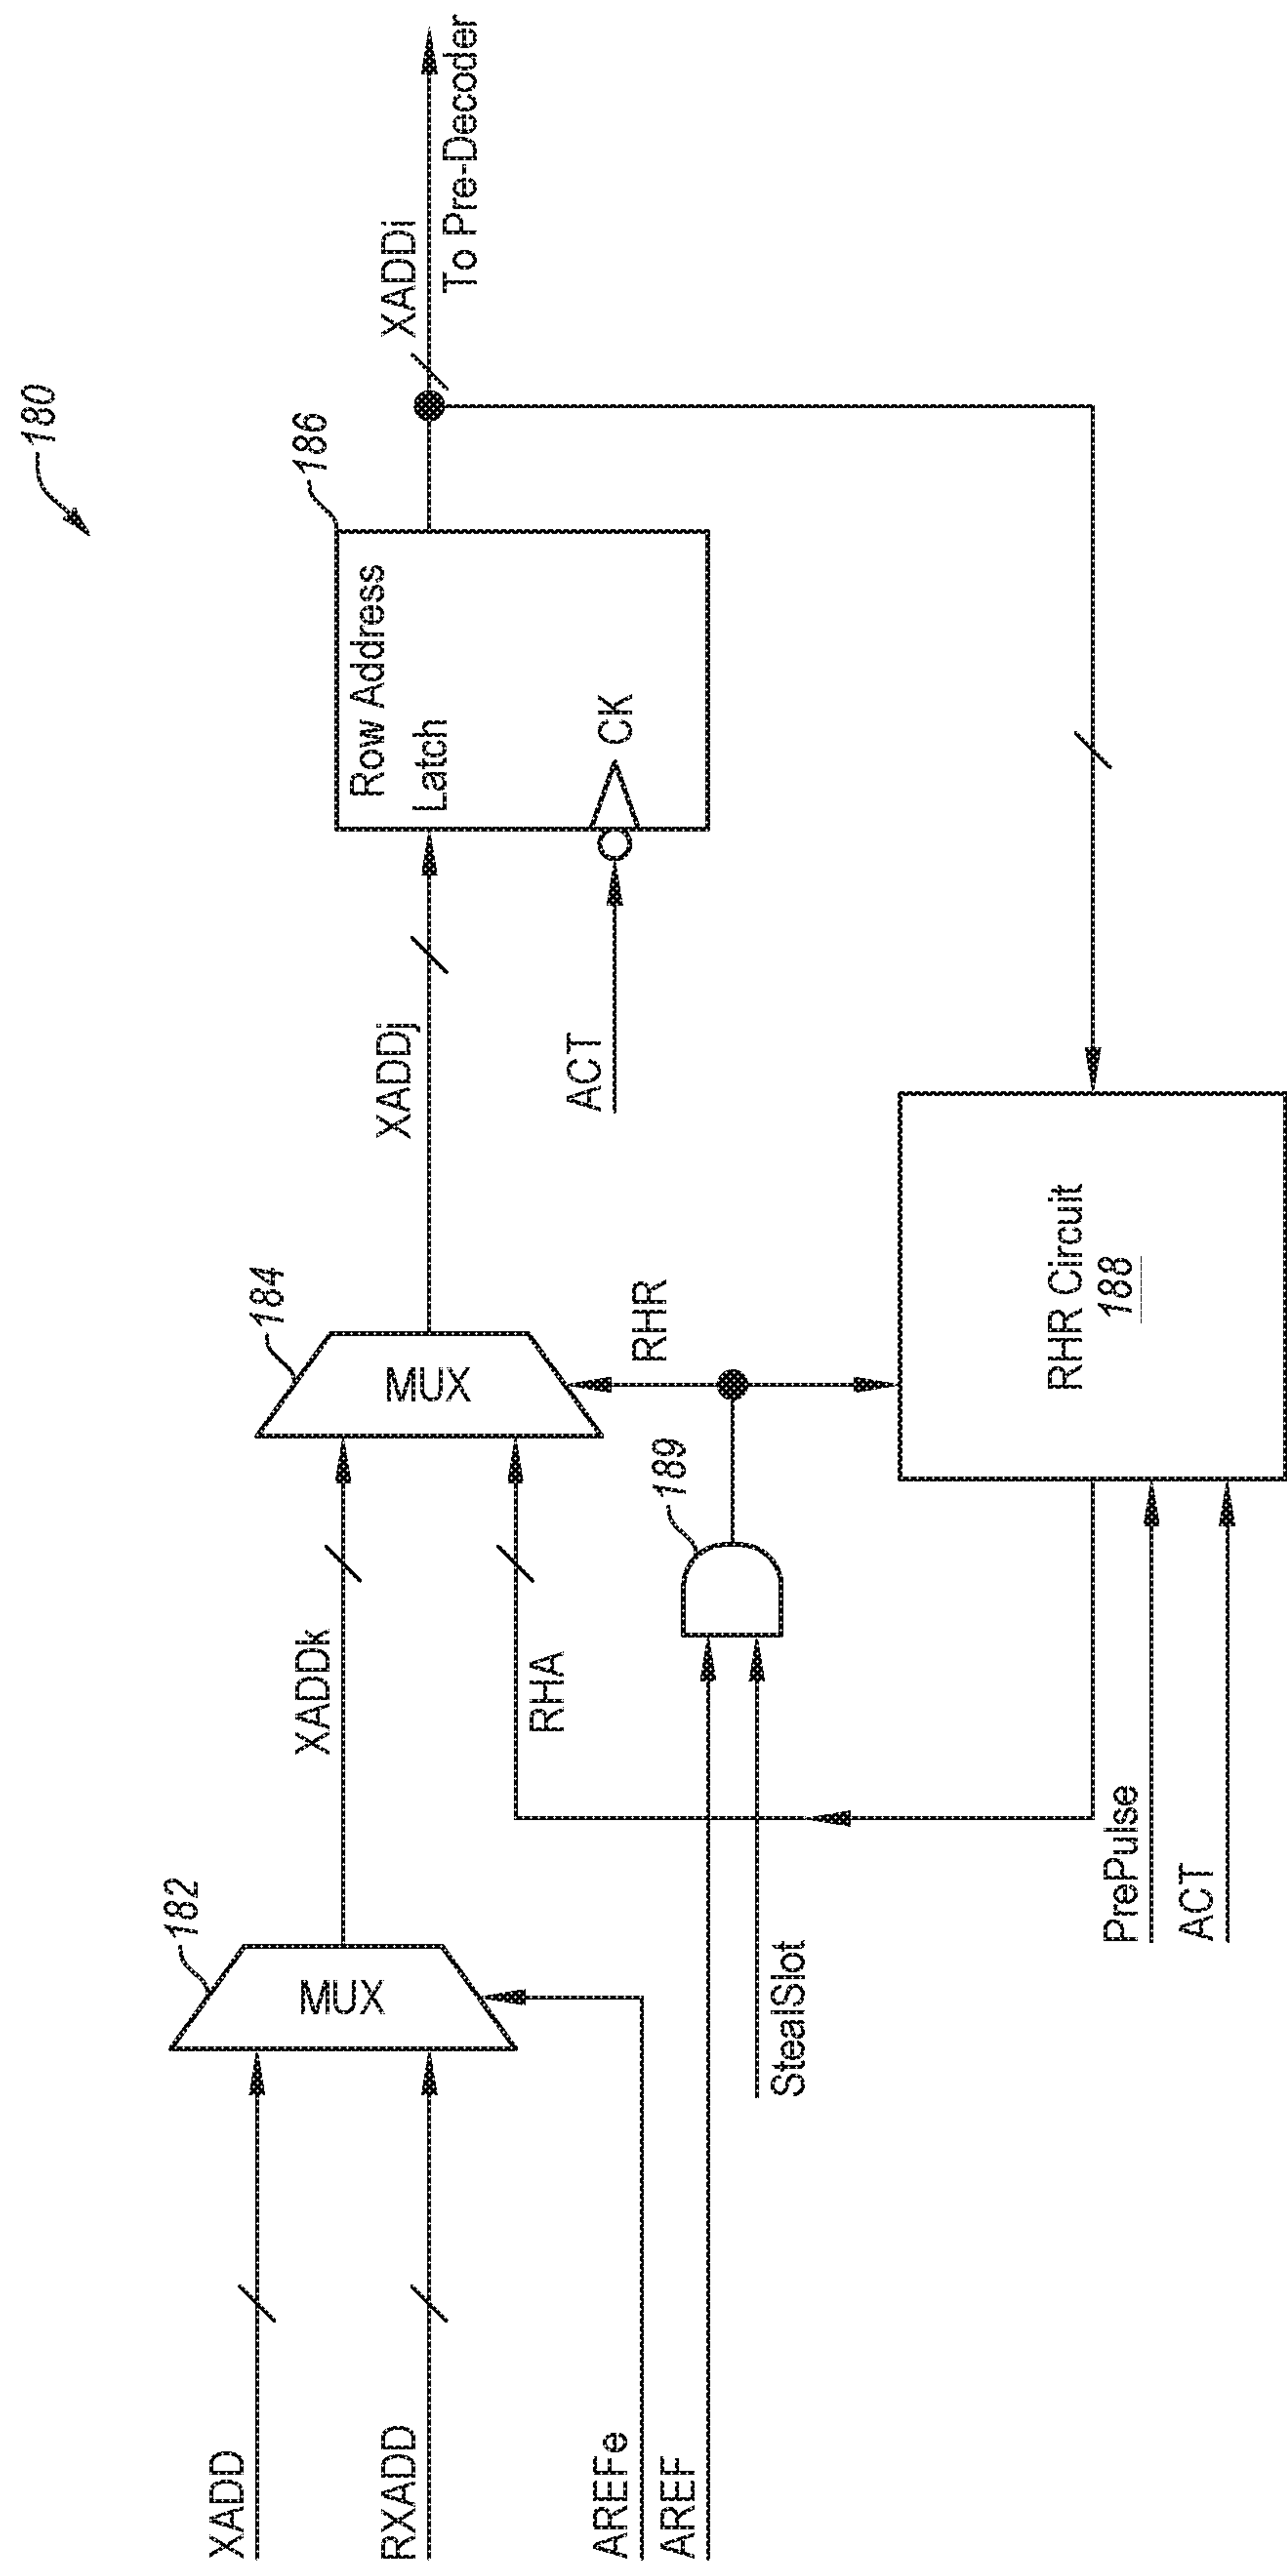 180
XADD
RXADD
AREFe
AREF
182
MUX
XADDk
RHA
StealSlot
189
184
MUX
RHR
XADDj
ACT
186
Row Address
Latch
CK
XADDi
To Pre-Decoder
PrePulse
ACT
RHR Circuit
188